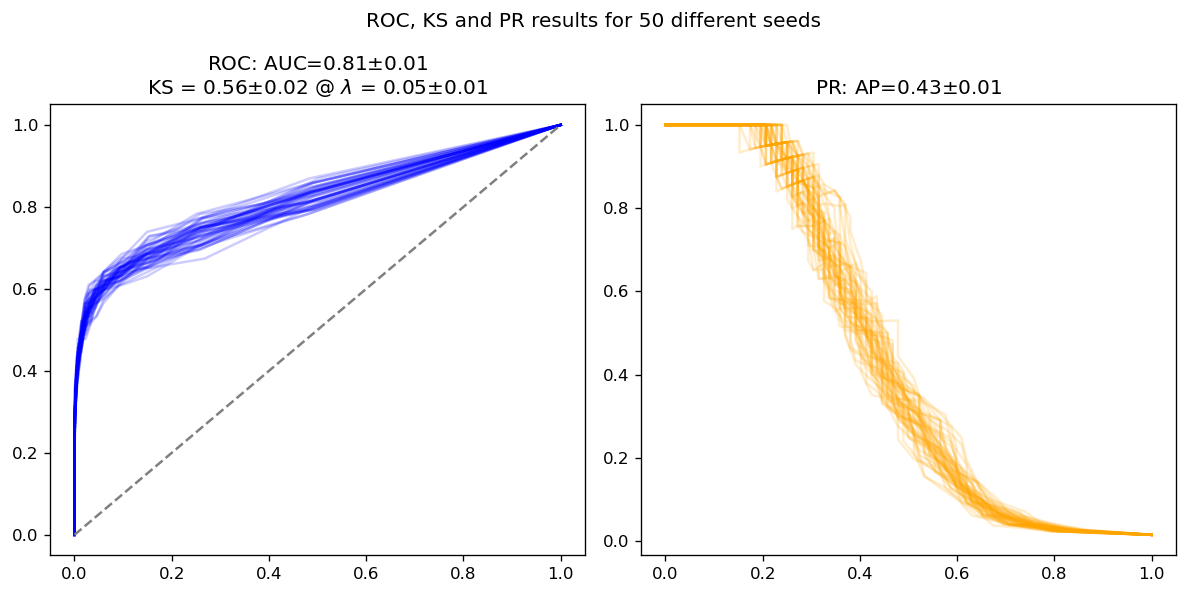 ROC, KS and PR results for 50 different seeds
ROC: AUC=0.81±0.01
KS = 0.56±0.02 @ λ = 0.05±0.01
1.0
0.8
0.6
0.4
0.2
0.0
0.0 0.2 0.4 0.6 0.8 1.0
PR: AP=0.43±0.01
1.0
0.8
0.6
0.4
0.2
0.0
0.0 0.2 0.4 0.6 0.8 1.0